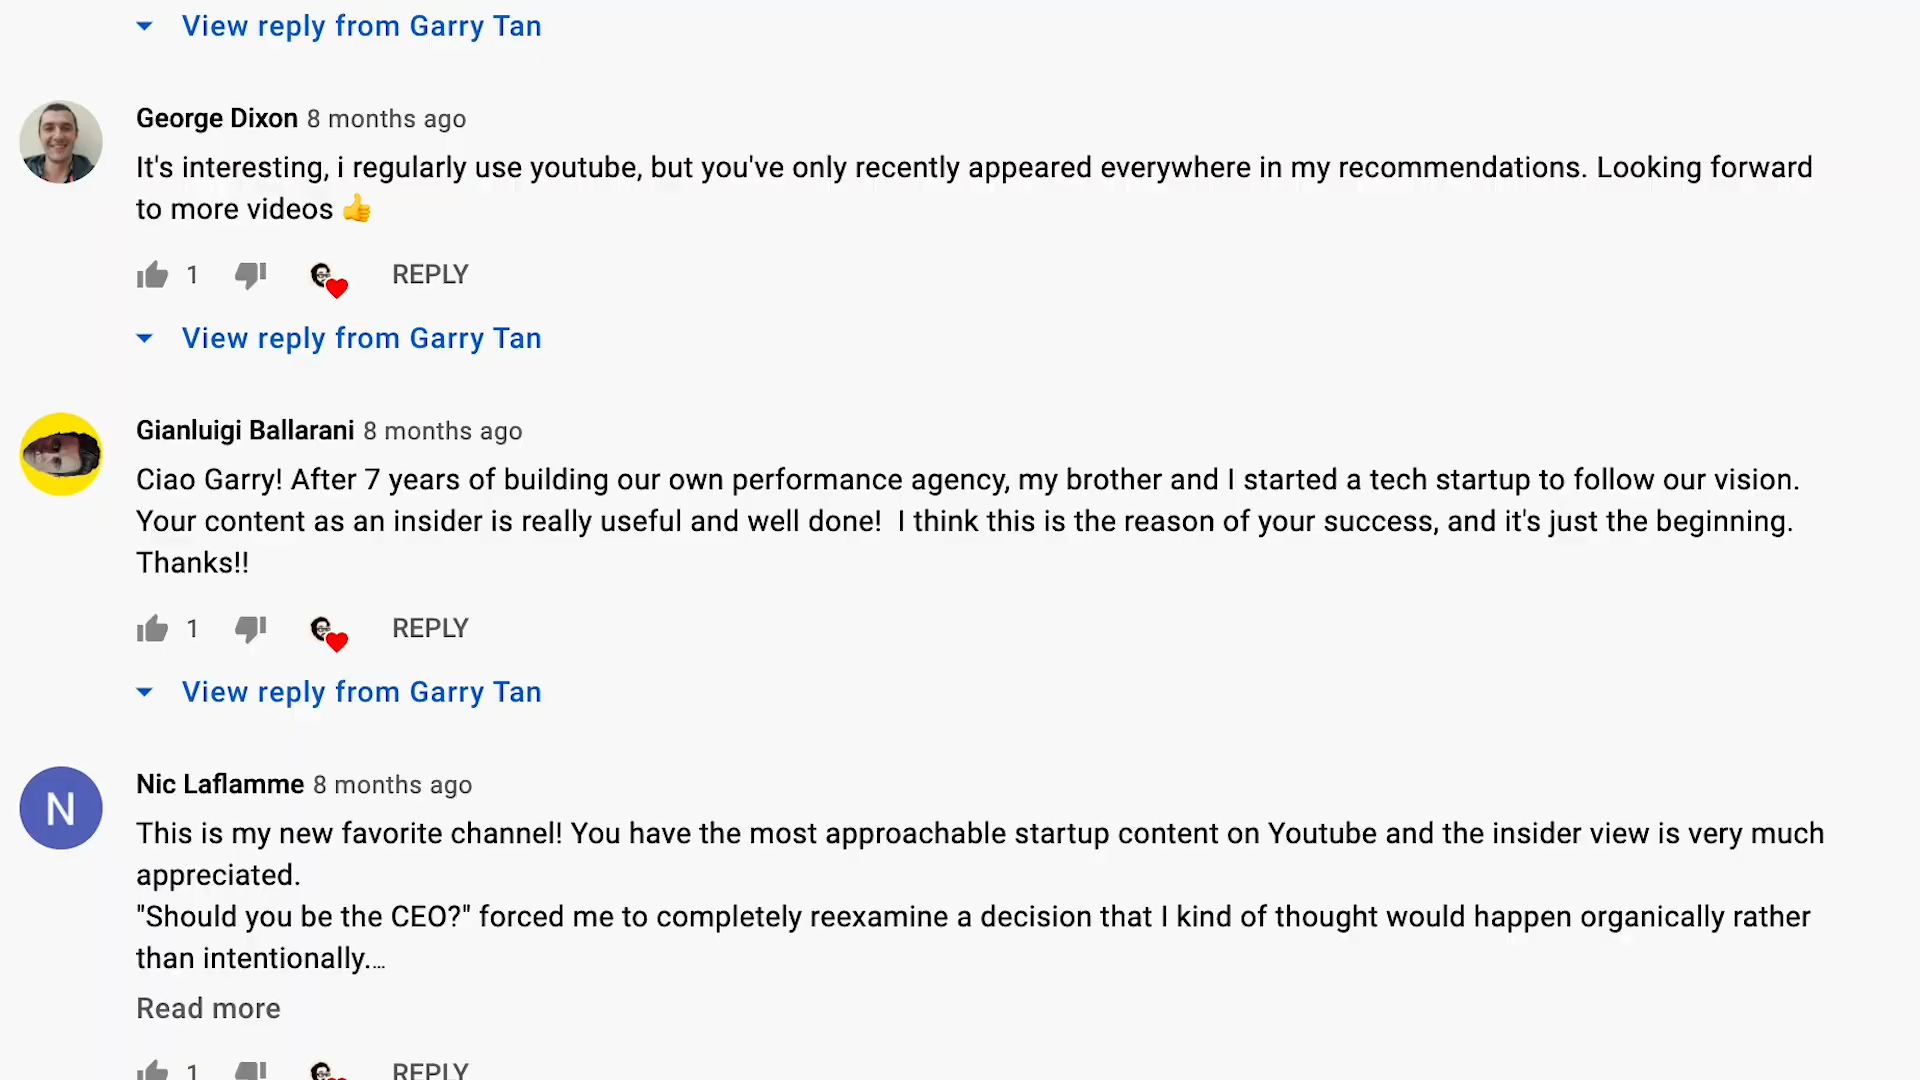 View reply from Garry Tan
George Dixon 8 months ago
It's interesting, i regularly use youtube, but you've only recently appeared everywhere in my recommendations. Looking forward
to more videos 👍
1 REPLY
View reply from Garry Tan
Gianluigi Ballarani 8 months ago
Ciao Garry! After 7 years of building our own performance agency, my brother and I started a tech startup to follow our vision.
Your content as an insider is really useful and well done!  I think this is the reason of your success, and it's just the beginning.
Thanks!!
1 REPLY
View reply from Garry Tan
N
Nic Laflamme 8 months ago
This is my new favorite channel! You have the most approachable startup content on Youtube and the insider view is very much
appreciated.
"Should you be the CEO?" forced me to completely reexamine a decision that I kind of thought would happen organically rather
than intentionally.…
Read more
1 REPLY